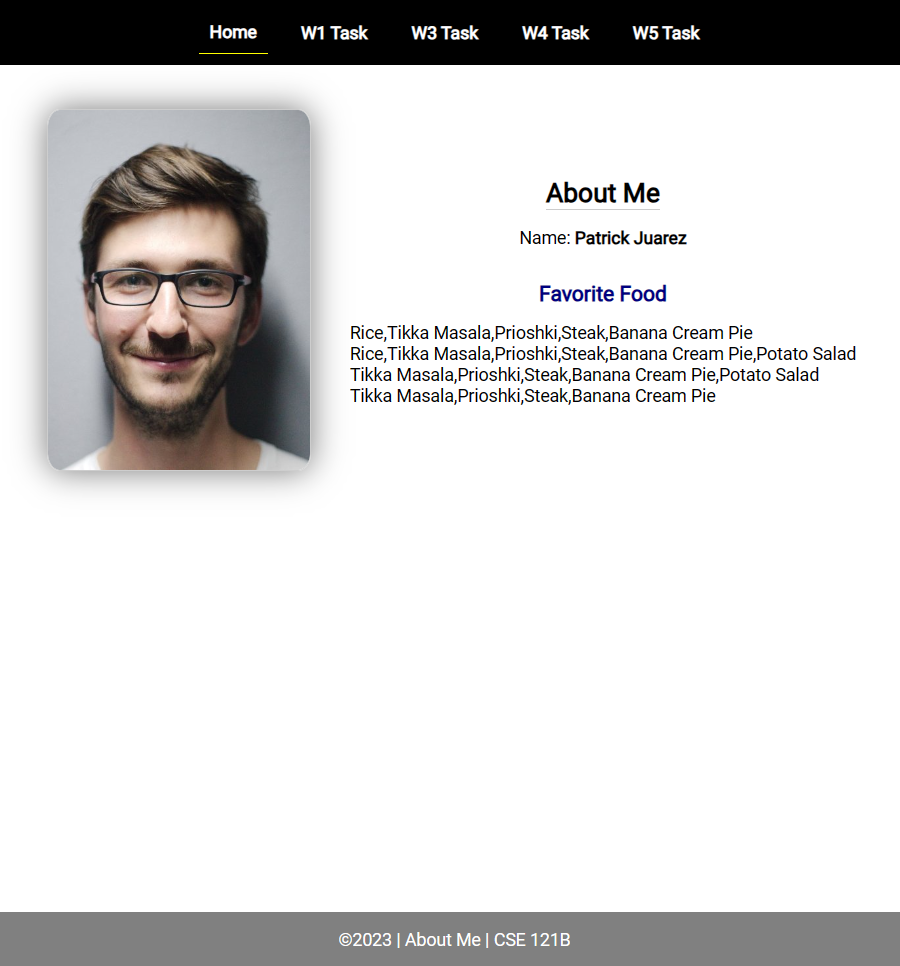 Home W1 Task W3 Task W4 Task W5 Task
About Me
Name: Patrick Juarez
Favorite Food
Rice,Tikka Masala,Prioshki,Steak,Banana Cream Pie
Rice,Tikka Masala,Prioshki,Steak,Banana Cream Pie,Potato Salad
Tikka Masala,Prioshki,Steak,Banana Cream Pie,Potato Salad
Tikka Masala,Prioshki,Steak,Banana Cream Pie
©2023 | About Me | CSE 121B